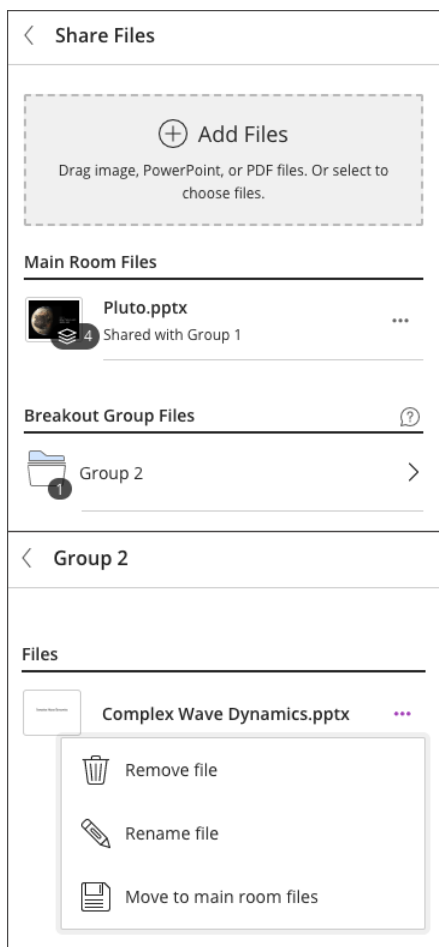 Share Files
Add Files
Drag image, PowerPoint, or PDF files. Or select to
choose files.
Main Room Files
Pluto.pptx
4
Shared with Group 1
Breakout Group Files
?
Group 2
1
Group 2
Files
Complex Wave Dynamics.pptx
Remove file
Rename file
Move to main room files